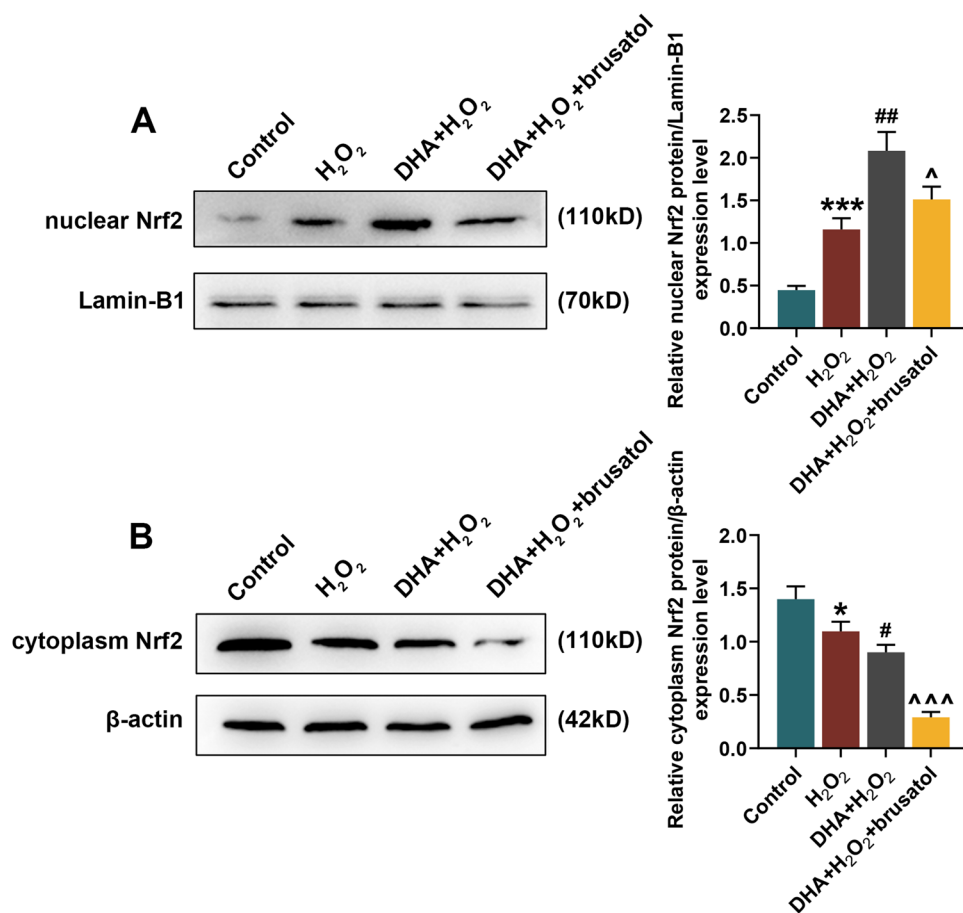 A
Control
H₂O₂
DHA+H₂O₂
DHA+H₂O₂+brusatol
nuclear Nrf2
(110kD)
Lamin-B1
(70kD)
Relative nuclear Nrf2 protein/Lamin-B1
expression level
2.5
2.0
1.5
1.0
0.5
0.0
***
##
^
Control
H₂O₂
DHA+H₂O₂
DHA+H₂O₂+brusatol
B
Control
H₂O₂
DHA+H₂O₂
DHA+H₂O₂+brusatol
cytoplasm Nrf2
(110kD)
β-actin
(42kD)
Relative cytoplasm Nrf2 protein/β-actin
expression level
2.0
1.5
1.0
0.5
0.0
*
#
^^^
Control
H₂O₂
DHA+H₂O₂
DHA+H₂O₂+brusatol